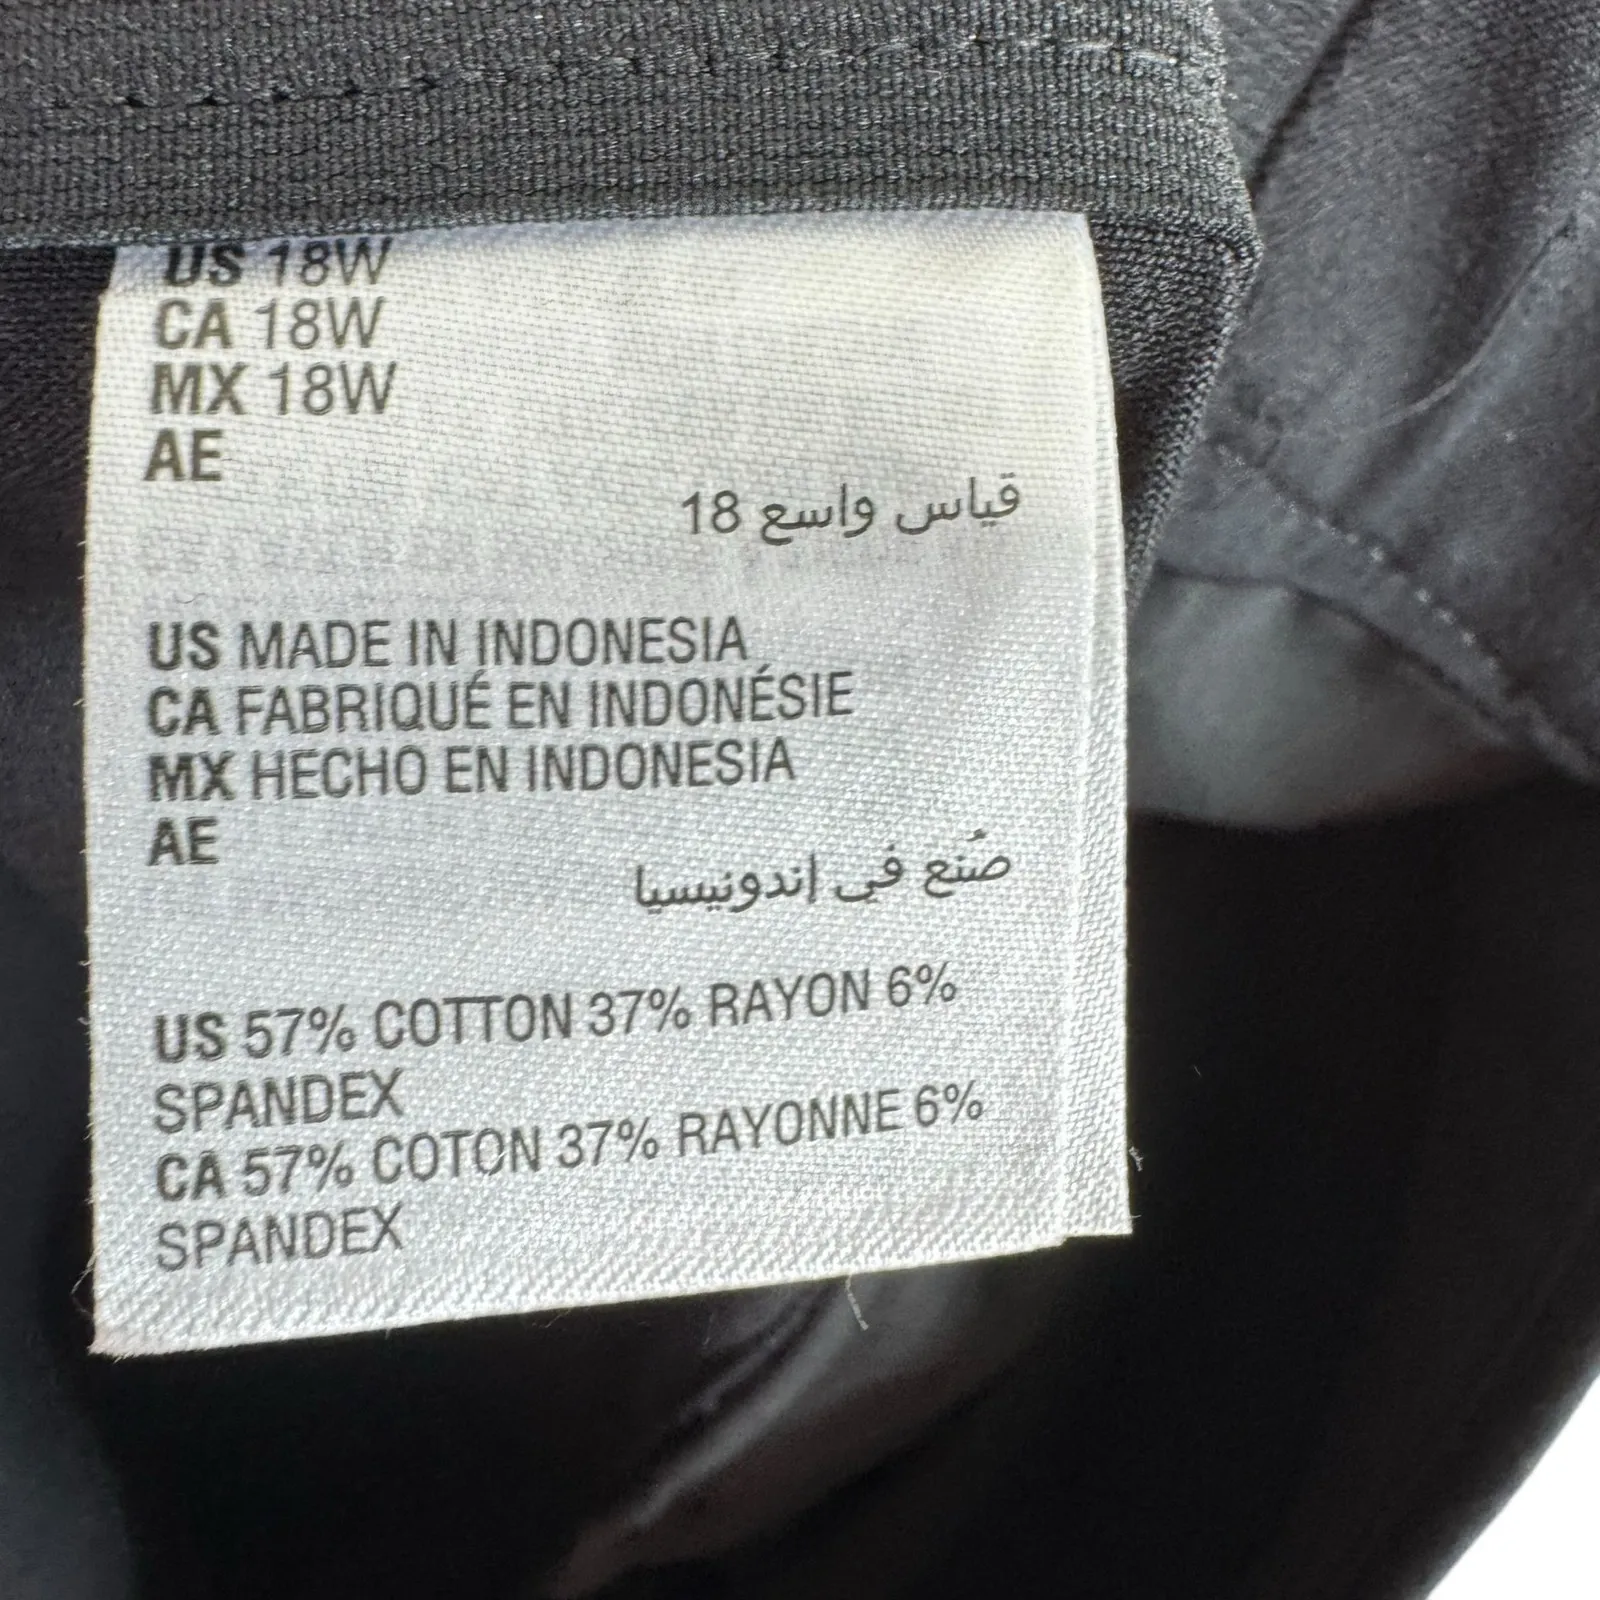 US 18W
CA 18W
MX 18W
AE
قياس واسع 18
US MADE IN INDONESIA
CA FABRIQUÉ EN INDONÉSIE
MX HECHO EN INDONESIA
AE
صُنع في إندونيسيا
US 57% COTTON 37% RAYON 6%
SPANDEX
CA 57% COTON 37% RAYONNE 6%
SPANDEX